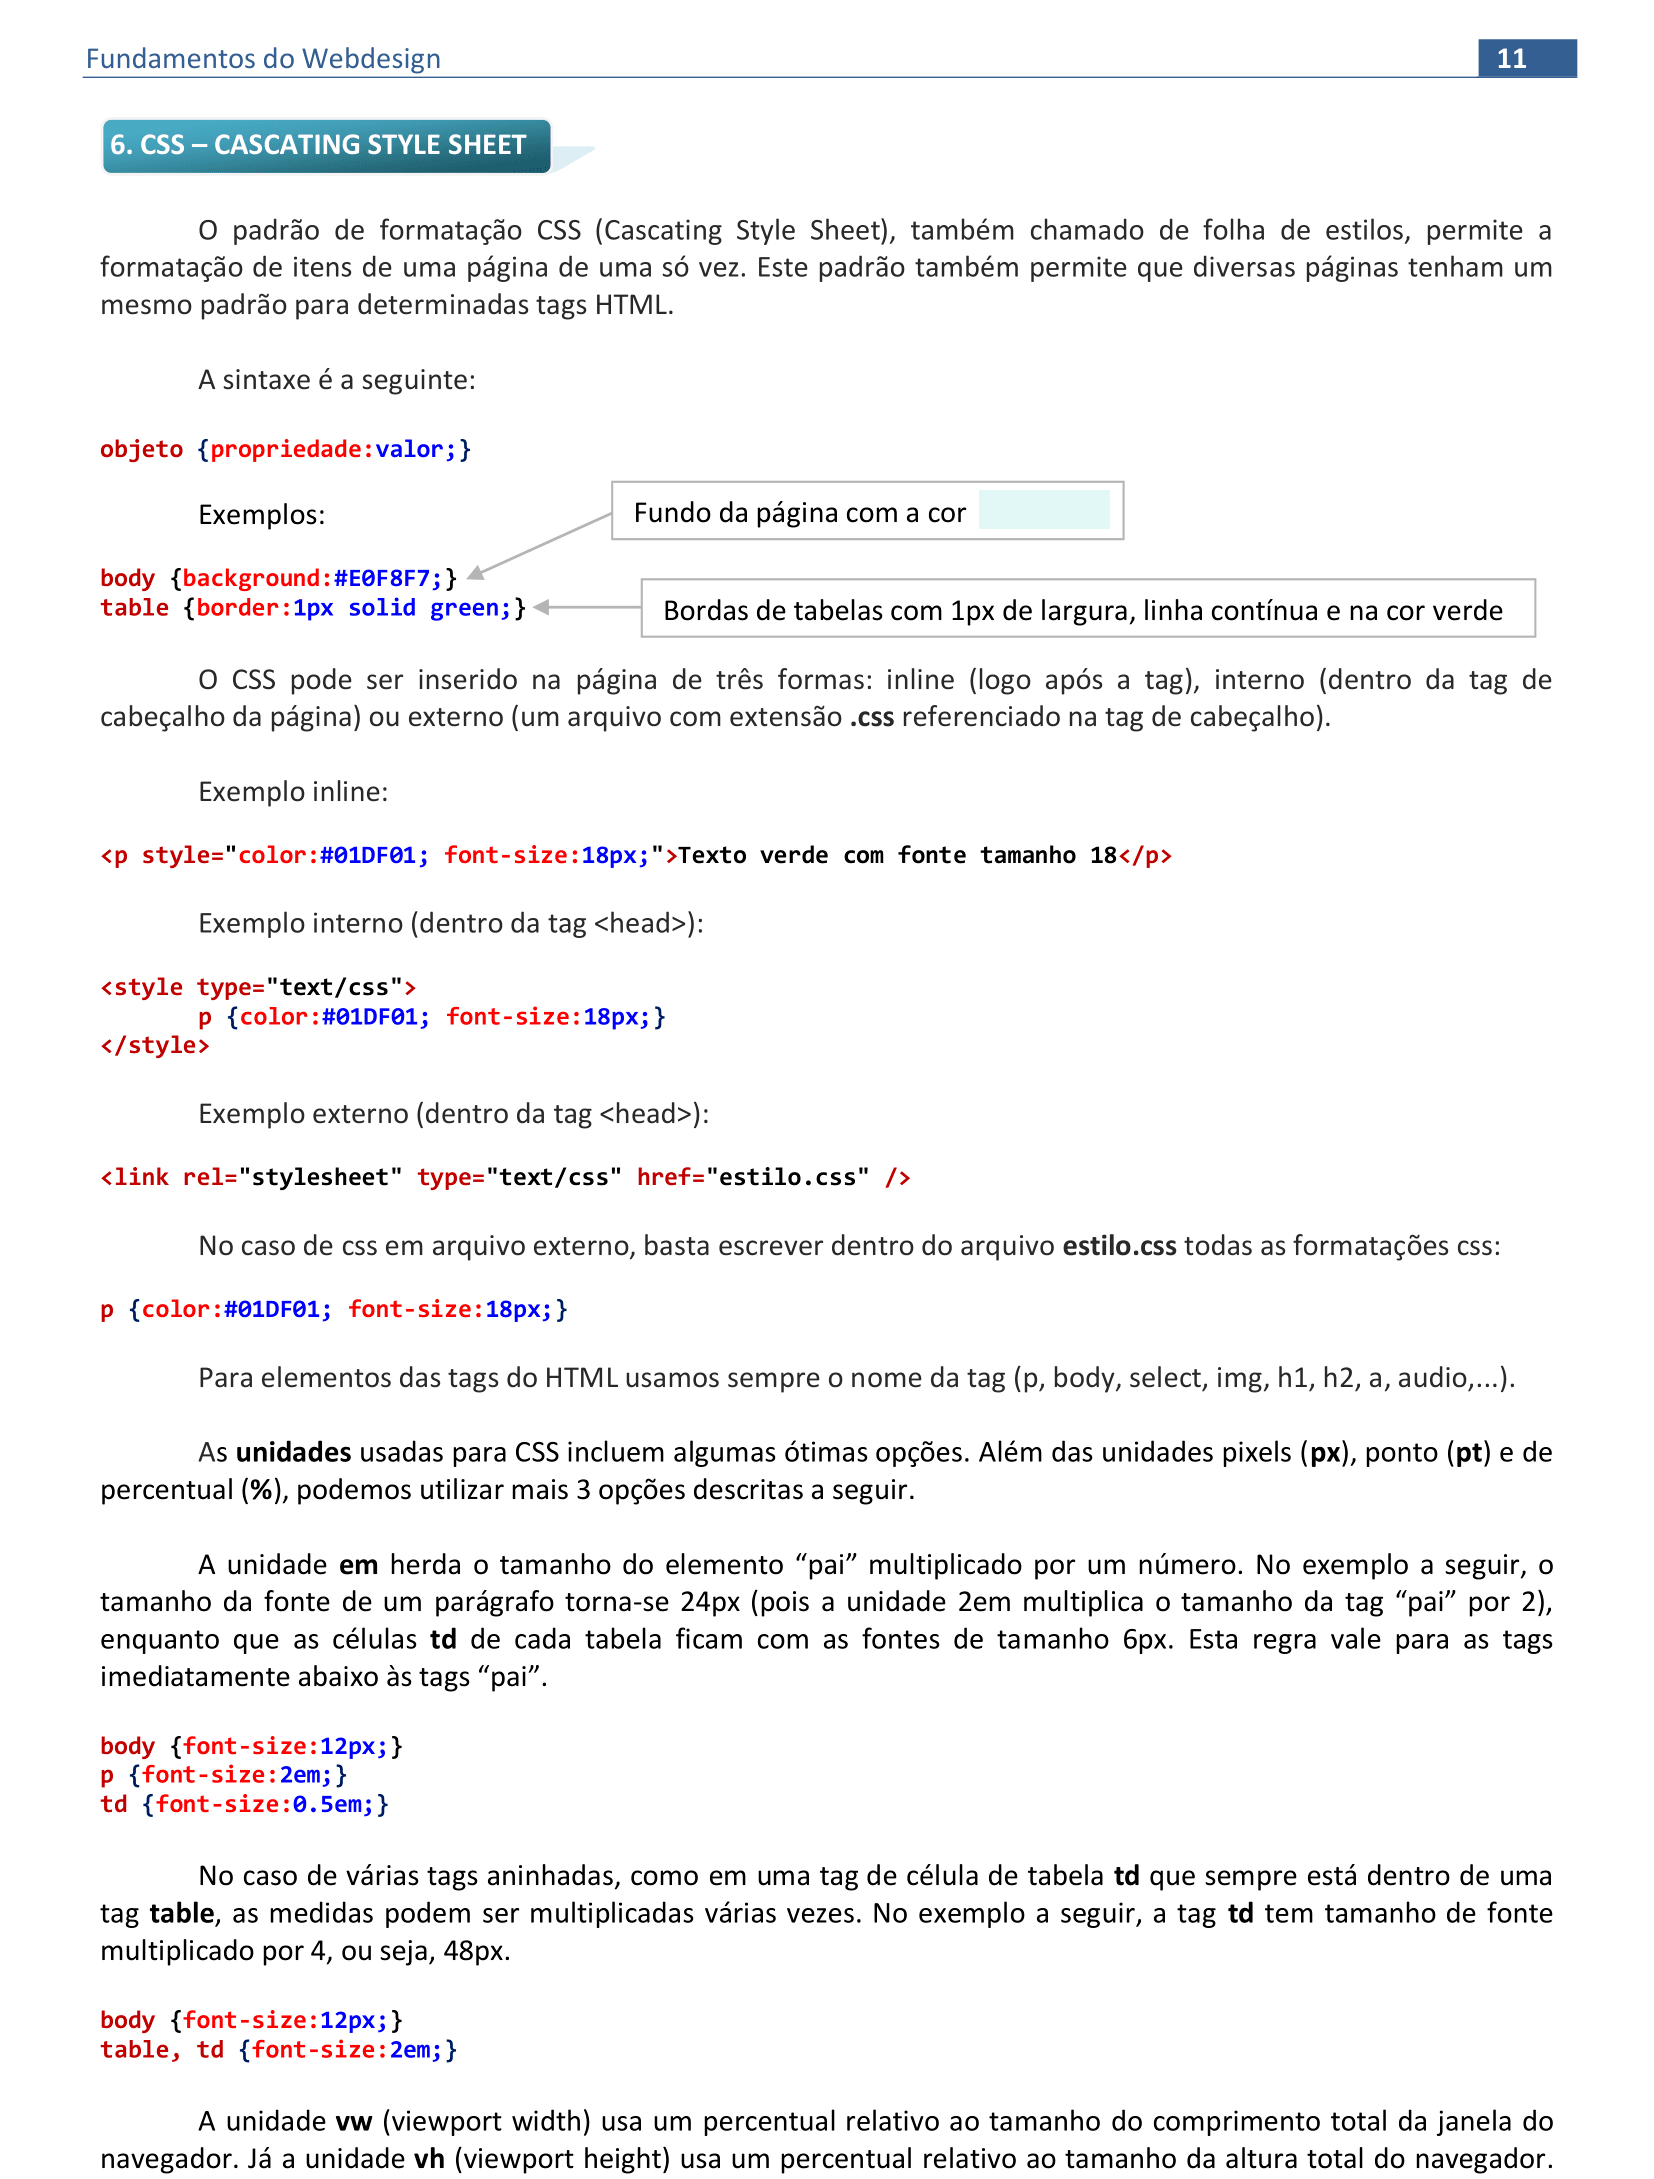 Fundamentos do Webdesign 11
6. CSS – CASCATING STYLE SHEET
O padrão de formatação CSS (Cascating Style Sheet), também chamado de folha de estilos, permite a
formatação de itens de uma página de uma só vez. Este padrão também permite que diversas páginas tenham um
mesmo padrão para determinadas tags HTML.
A sintaxe é a seguinte:
objeto {propriedade:valor;}
Exemplos:
Fundo da página com a cor
body {background:#E0F8F7;}
table {border:1px solid green;}
Bordas de tabelas com 1px de largura, linha contínua e na cor verde
O CSS pode ser inserido na página de três formas: inline (logo após a tag), interno (dentro da tag de
cabeçalho da página) ou externo (um arquivo com extensão .css referenciado na tag de cabeçalho).
Exemplo inline:
<p style="color:#01DF01; font-size:18px;">Texto verde com fonte tamanho 18</p>
Exemplo interno (dentro da tag <head>):
<style type="text/css">
p {color:#01DF01; font-size:18px;}
</style>
Exemplo externo (dentro da tag <head>):
<link rel="stylesheet" type="text/css" href="estilo.css" />
No caso de css em arquivo externo, basta escrever dentro do arquivo estilo.css todas as formatações css:
p {color:#01DF01; font-size:18px;}
Para elementos das tags do HTML usamos sempre o nome da tag (p, body, select, img, h1, h2, a, audio,...).
As unidades usadas para CSS incluem algumas ótimas opções. Além das unidades pixels (px), ponto (pt) e de
percentual (%), podemos utilizar mais 3 opções descritas a seguir.
A unidade em herda o tamanho do elemento “pai” multiplicado por um número. No exemplo a seguir, o
tamanho da fonte de um parágrafo torna-se 24px (pois a unidade 2em multiplica o tamanho da tag “pai” por 2),
enquanto que as células td de cada tabela ficam com as fontes de tamanho 6px. Esta regra vale para as tags
imediatamente abaixo às tags “pai”.
body {font-size:12px;}
p {font-size:2em;}
td {font-size:0.5em;}
No caso de várias tags aninhadas, como em uma tag de célula de tabela td que sempre está dentro de uma
tag table, as medidas podem ser multiplicadas várias vezes. No exemplo a seguir, a tag td tem tamanho de fonte
multiplicado por 4, ou seja, 48px.
body {font-size:12px;}
table, td {font-size:2em;}
A unidade vw (viewport width) usa um percentual relativo ao tamanho do comprimento total da janela do
navegador. Já a unidade vh (viewport height) usa um percentual relativo ao tamanho da altura total do navegador.